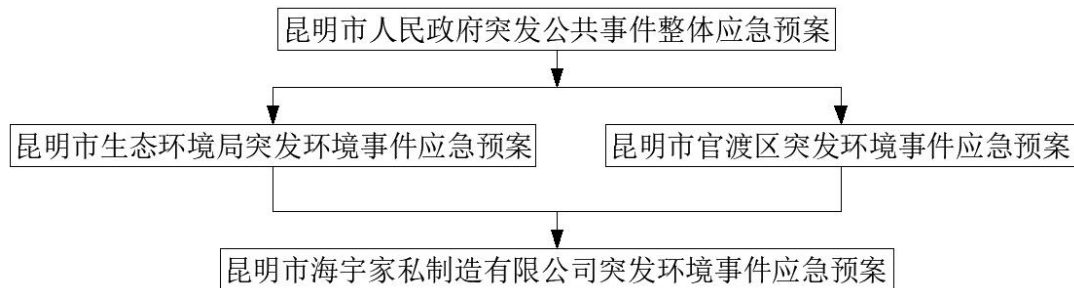 昆明市人民政府突发公共事件整体应急预案
昆明市生态环境局突发环境事件应急预案
昆明市官渡区突发环境事件应急预案
昆明市海宇家私制造有限公司突发环境事件应急预案